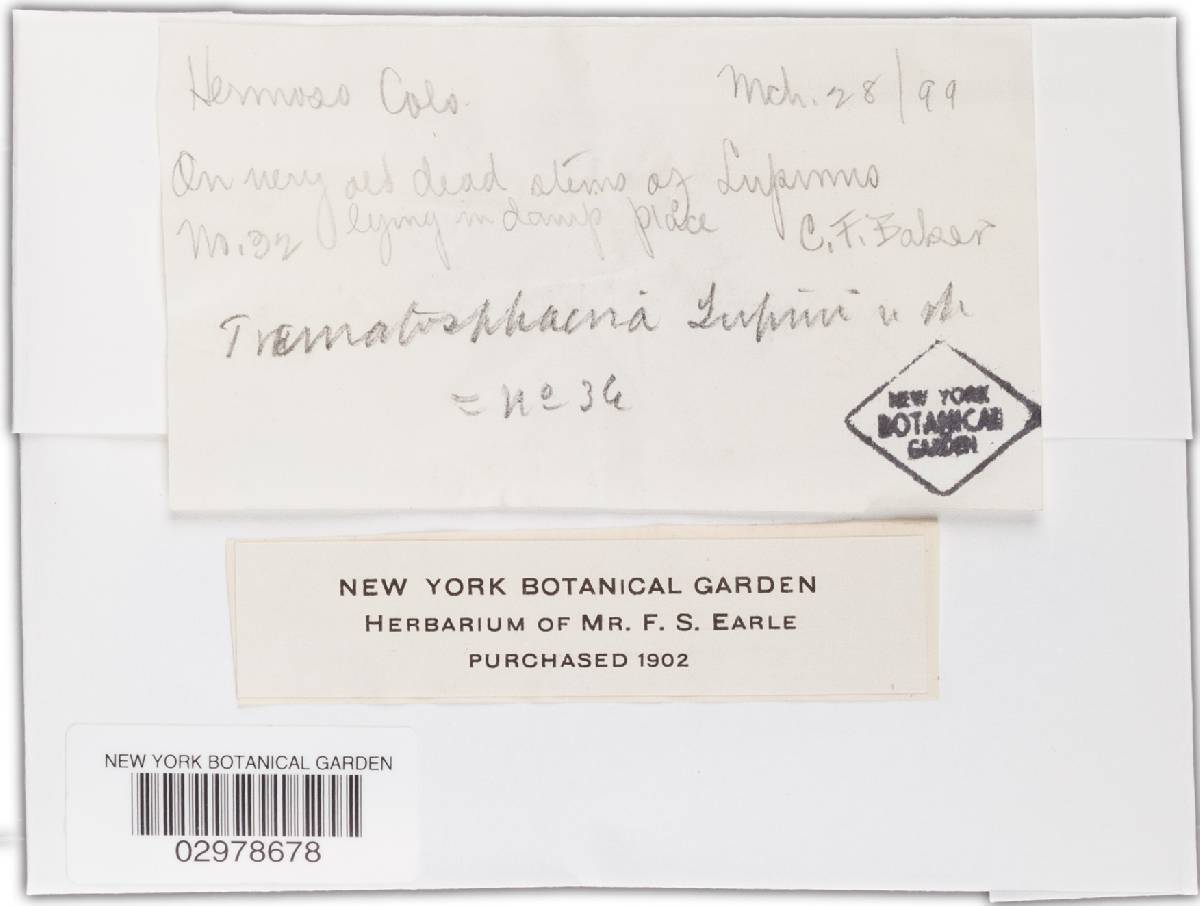 Hermoso Colo. Mch. 28/99
On very old dead stems of Lupinus
lying in damp place
No. 32 C. F. Baker
Trematosphaeria Lupini n sp
= No 34
NEW YORK
BOTANICAL
GARDEN
NEW YORK BOTANICAL GARDEN
HERBARIUM OF MR. F. S. EARLE
PURCHASED 1902
NEW YORK BOTANICAL GARDEN
02978678